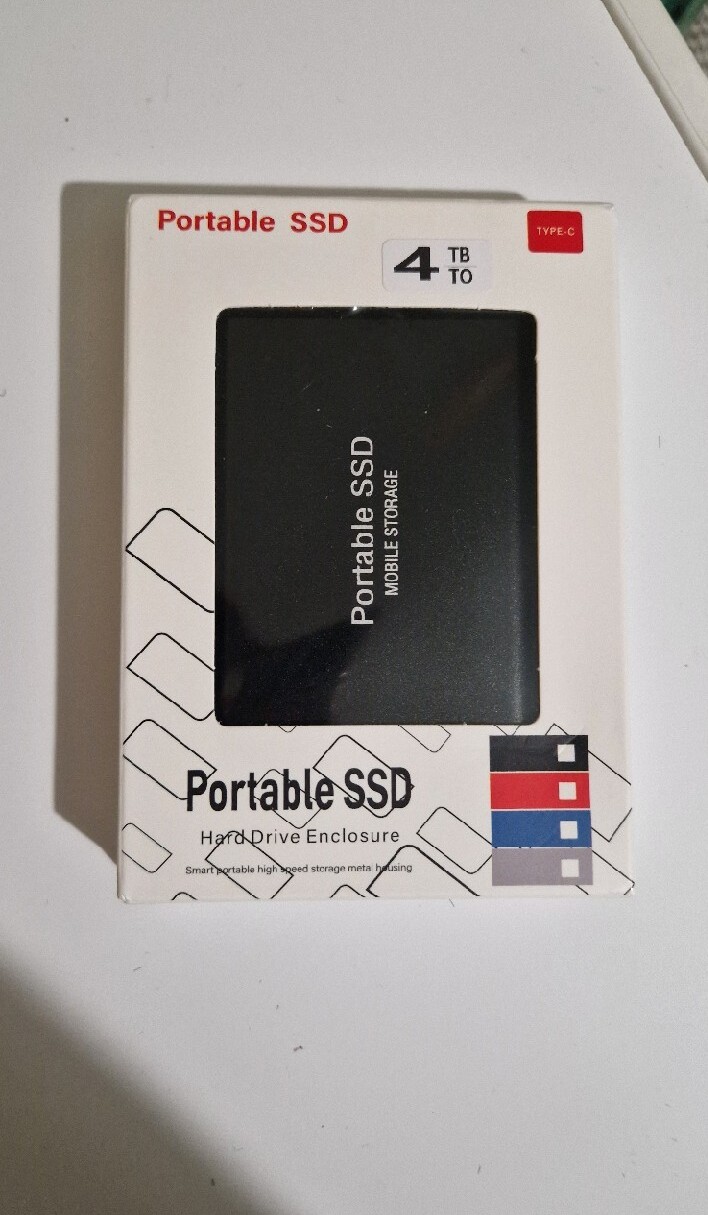 Portable SSD
TYPE-C
4 TB
TO
Portable SSD
MOBILE STORAGE
Portable SSD
Hard Drive Enclosure
Smart portable high speed storage metal housing